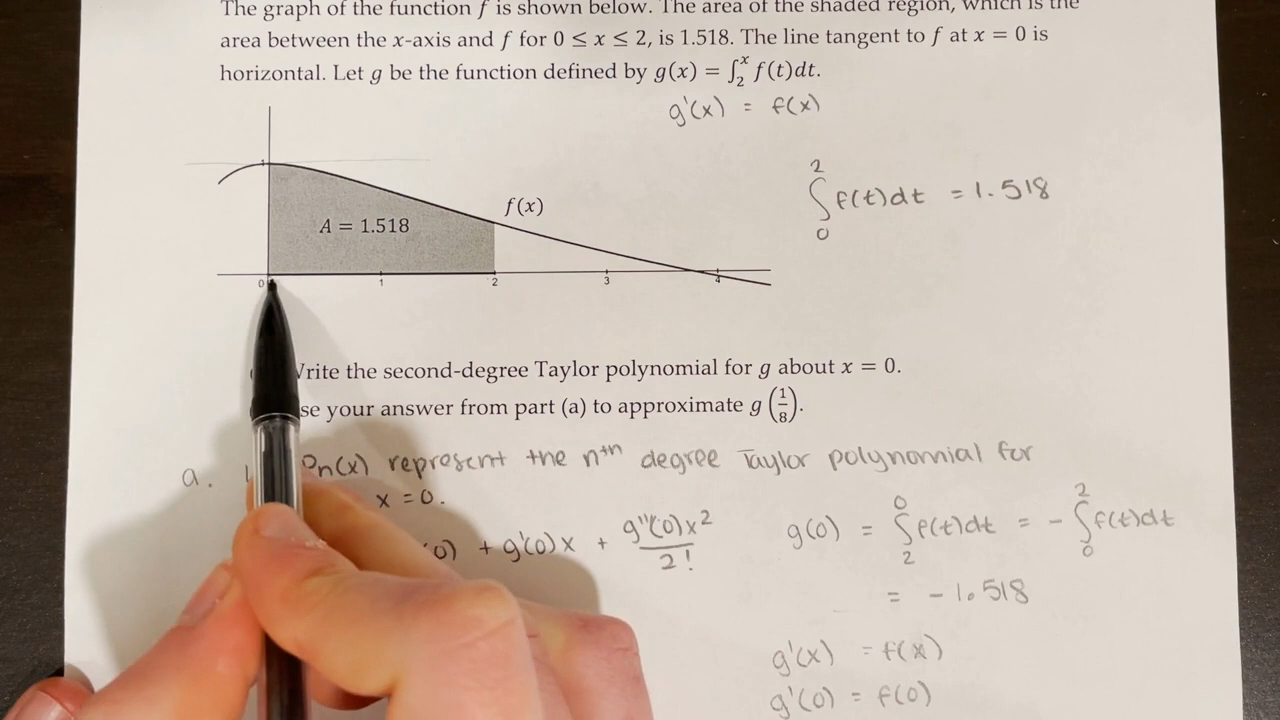 The graph of the function f is shown below. The area of the shaded region, which is the
area between the x-axis and f for 0 ≤ x ≤ 2, is 1.518. The line tangent to f at x = 0 is
horizontal. Let g be the function defined by g(x) = ∫₂ˣ f(t)dt.
g'(x) = f(x)
∫₀² f(t)dt = 1.518
1
f(x)
A = 1.518
0 1 2 3 4
the second-degree Taylor polynomial for g about x = 0.
your answer from part (a) to approximate g(1/8).
a. Pn(x) represent the nth degree Taylor polynomial for
x = 0.
(0) + g'(0)x + g''(0)x²/2!
g(0) = ∫₂⁰ f(t)dt = - ∫₀² f(t)dt
= -1.518
g'(x) = f(x)
g'(0) = f(0)